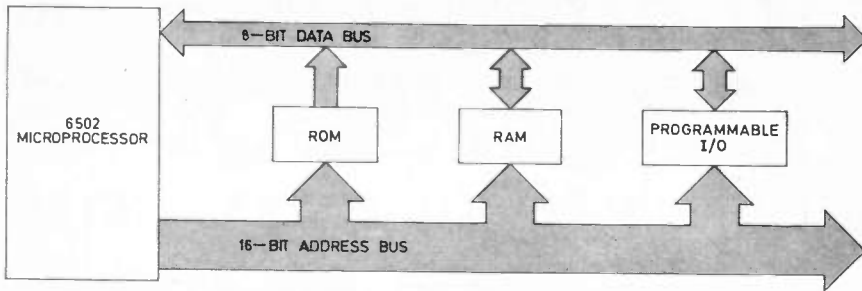 8-BIT DATA BUS
6502
MICROPROCESSOR
ROM
RAM
PROGRAMMABLE
I/O
16-BIT ADDRESS BUS